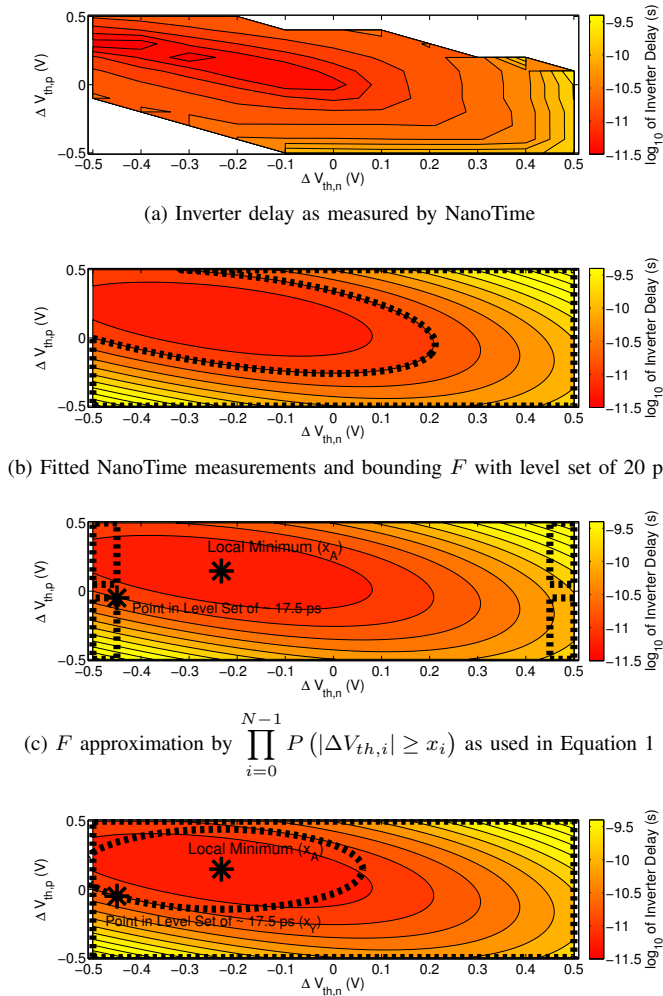 0.5
0
−0.5
Δ V_th,p (V)
−0.5 −0.4 −0.3 −0.2 −0.1 0 0.1 0.2 0.3 0.4 0.5
Δ V_th,n (V)
−9.5
−10
−10.5
−11
−11.5
log_10 of Inverter Delay (s)
(a) Inverter delay as measured by NanoTime
0.5
0
−0.5
Δ V_th,p (V)
−0.5 −0.4 −0.3 −0.2 −0.1 0 0.1 0.2 0.3 0.4 0.5
Δ V_th,n (V)
−9.5
−10
−10.5
−11
−11.5
log_10 of Inverter Delay (s)
(b) Fitted NanoTime measurements and bounding F with level set of 20 p
0.5
0
−0.5
Δ V_th,p (V)
Local Minimum (x_A)
Point in Level Set of ~17.5 ps
−0.5 −0.4 −0.3 −0.2 −0.1 0 0.1 0.2 0.3 0.4 0.5
Δ V_th,n (V)
−9.5
−10
−10.5
−11
−11.5
log_10 of Inverter Delay (s)
(c) F approximation by ∏_{i=0}^{N−1} P (|ΔV_{th,i}| ≥ x_i) as used in Equation 1
0.5
0
−0.5
Δ V_th,p (V)
Local Minimum (x_A)
Point in Level Set of ~ 17.5 ps (x_Y)
−0.5 −0.4 −0.3 −0.2 −0.1 0 0.1 0.2 0.3 0.4 0.5
Δ V_th,n (V)
−9.5
−10
−10.5
−11
−11.5
log_10 of Inverter Delay (s)